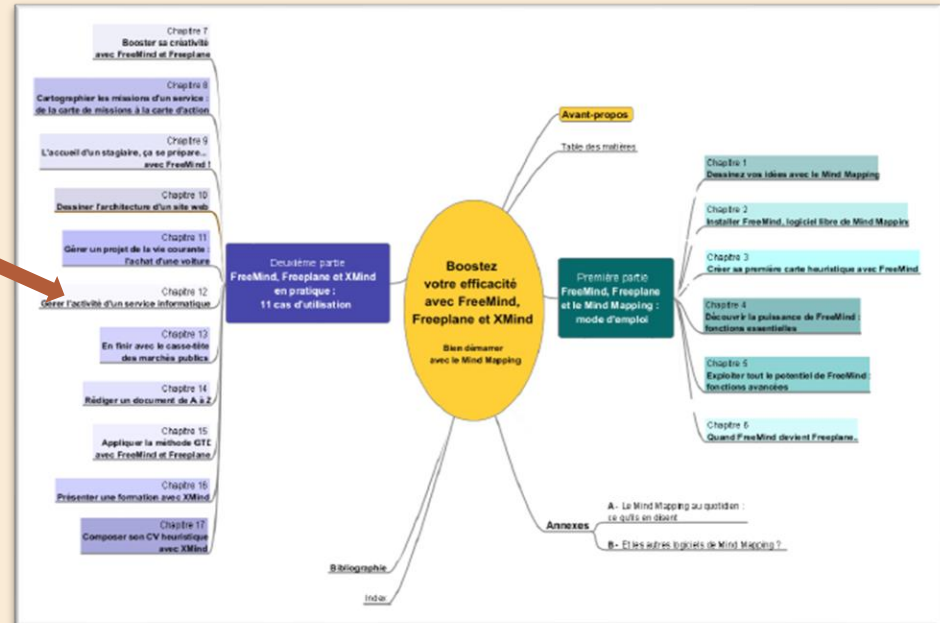 Boostez
votre efficacité
avec FreeMind,
Freeplane et XMind
Bien démarrer
avec le Mind Mapping
Avant-propos
Table des matières
Première partie
FreeMind, Freeplane
et le Mind Mapping :
mode d'emploi
Chapitre 1
Dessinez vos idées avec le Mind Mapping
Chapitre 2
Installer FreeMind, logiciel libre de Mind Mapping
Chapitre 3
Créer sa première carte heuristique avec FreeMind
Chapitre 4
Découvrir la puissance de FreeMind :
fonctions essentielles
Chapitre 5
Exploiter tout le potentiel de FreeMind :
fonctions avancées
Chapitre 6
Quand FreeMind devient Freeplane...
Deuxième partie
FreeMind, Freeplane et XMind
en pratique :
11 cas d'utilisation
Chapitre 7
Booster sa créativité
avec FreeMind et Freeplane
Chapitre 8
Cartographier les missions d'un service :
de la carte de missions à la carte d'action
Chapitre 9
L'accueil d'un stagiaire, ça se prépare...
avec FreeMind !
Chapitre 10
Dessiner l'architecture d'un site web
Chapitre 11
Gérer un projet de la vie courante :
l'achat d'une voiture
Chapitre 12
Gérer l'activité d'un service informatique
Chapitre 13
En finir avec le casse-tête
des marchés publics
Chapitre 14
Rédiger un document de A à Z
Chapitre 15
Appliquer la méthode GTD
avec FreeMind et Freeplane
Chapitre 16
Présenter une formation avec XMind
Chapitre 17
Composer son CV heuristique
avec XMind
Annexes
A- Le Mind Mapping au quotidien :
ce qu'ils en disent
B- Et les autres logiciels de Mind Mapping ?
Bibliographie
Index